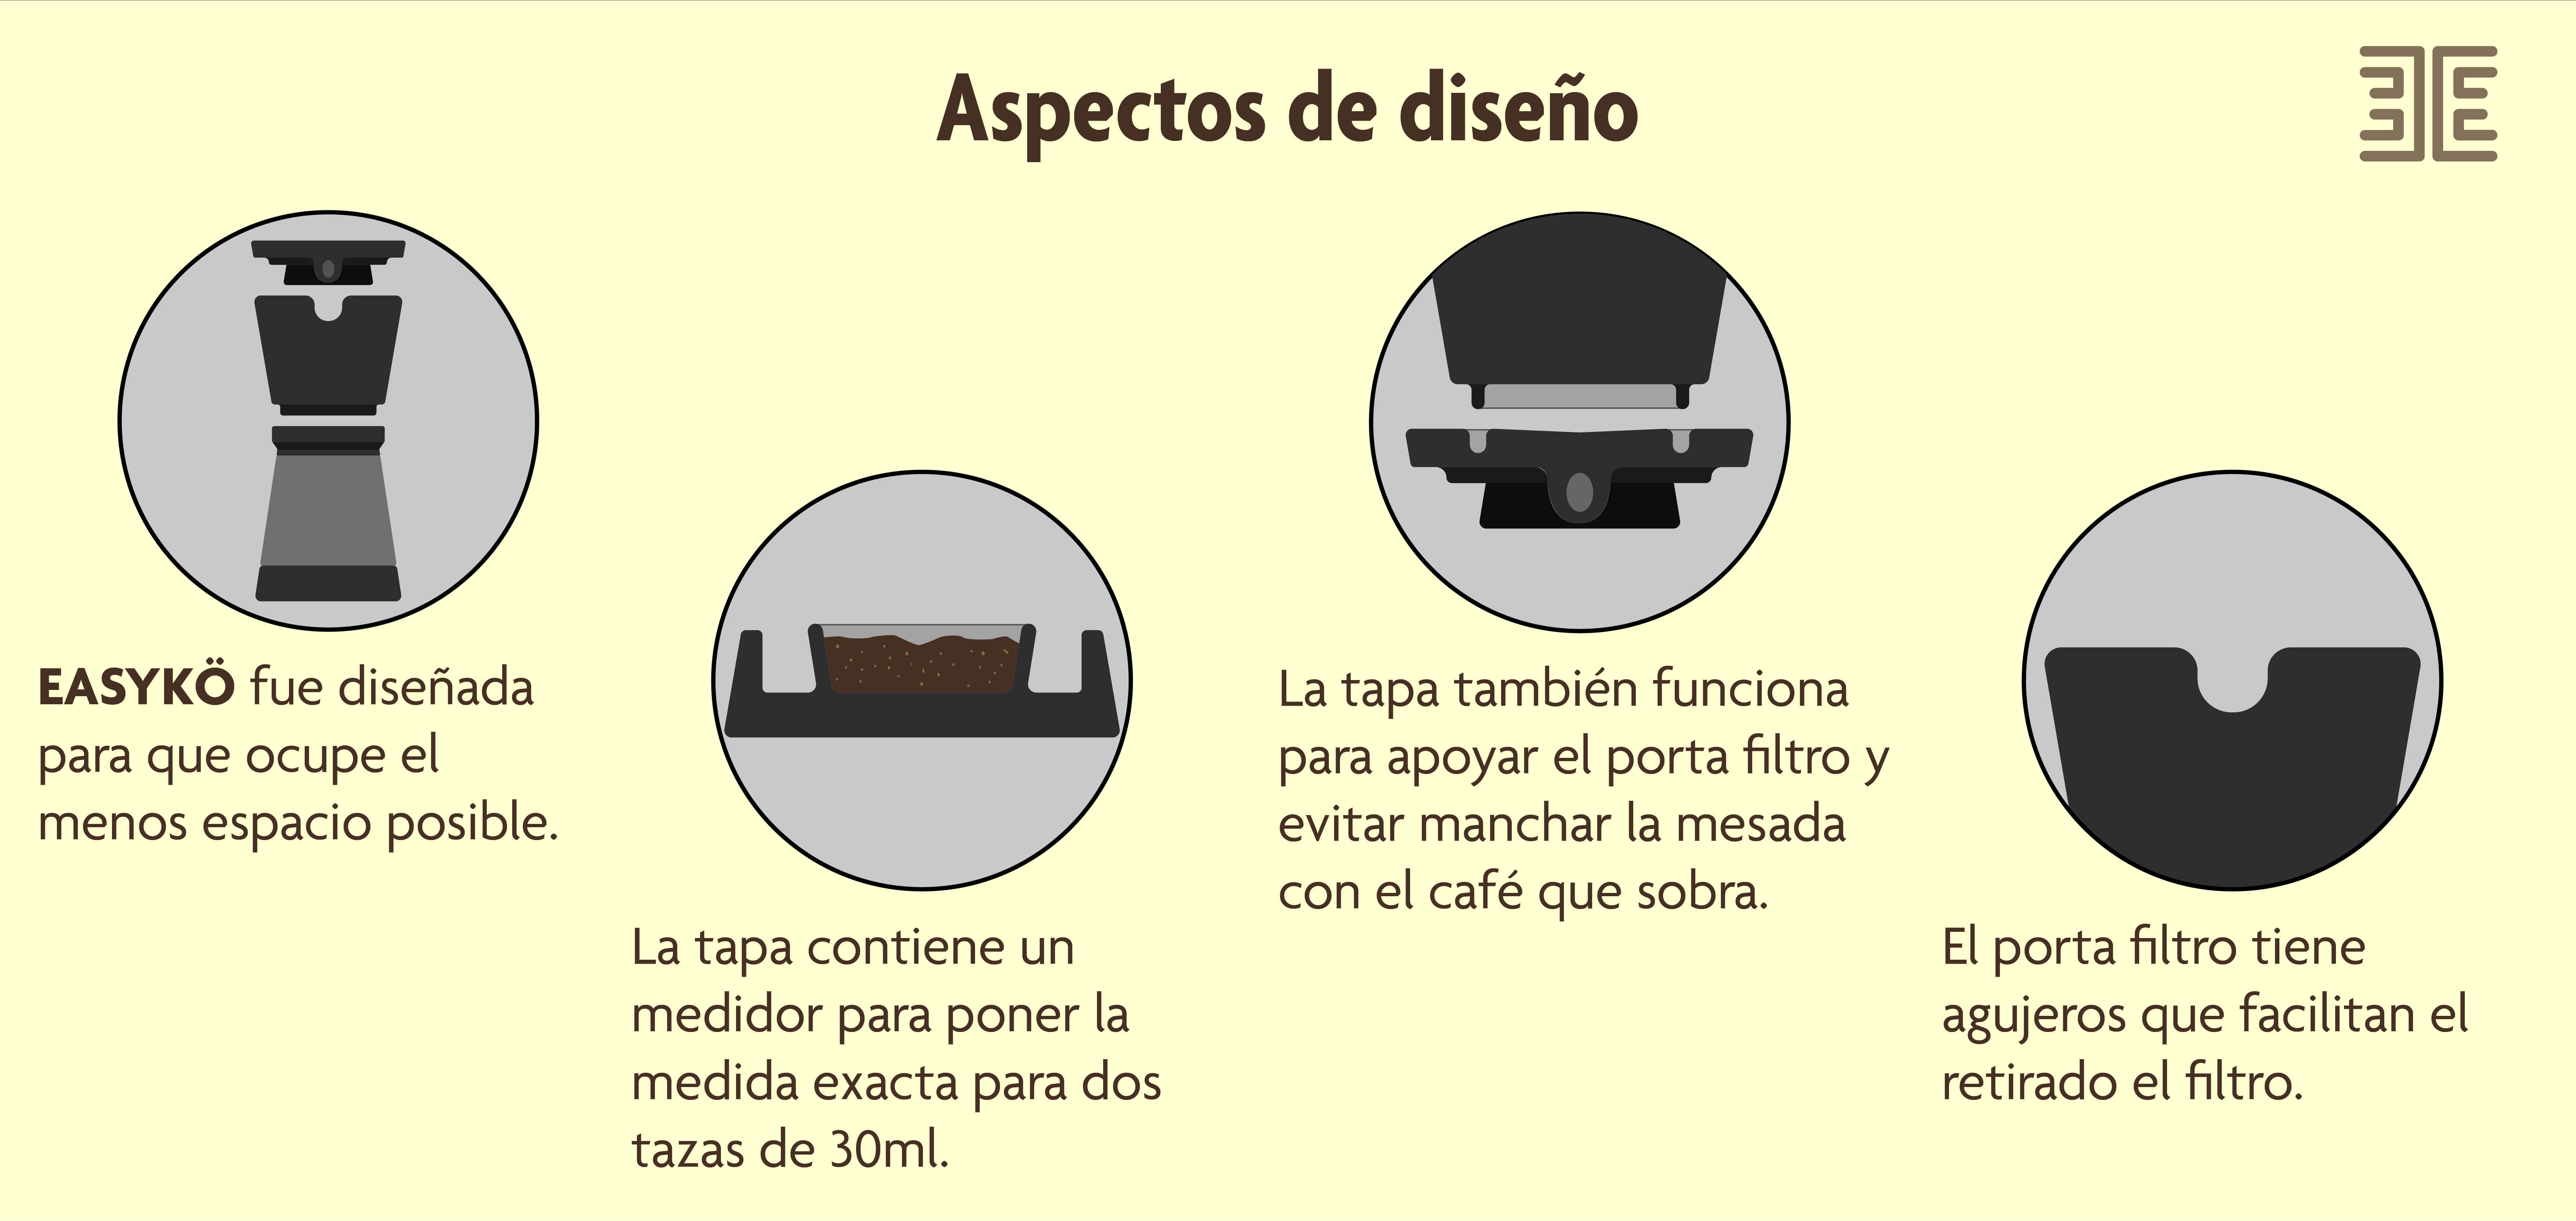 Aspectos de diseño
EASYKÖ fue diseñada
para que ocupe el
menos espacio posible.
La tapa contiene un
medidor para poner la
medida exacta para dos
tazas de 30ml.
La tapa también funciona
para apoyar el porta filtro y
evitar manchar la mesada
con el café que sobra.
El porta filtro tiene
agujeros que facilitan el
retirado el filtro.